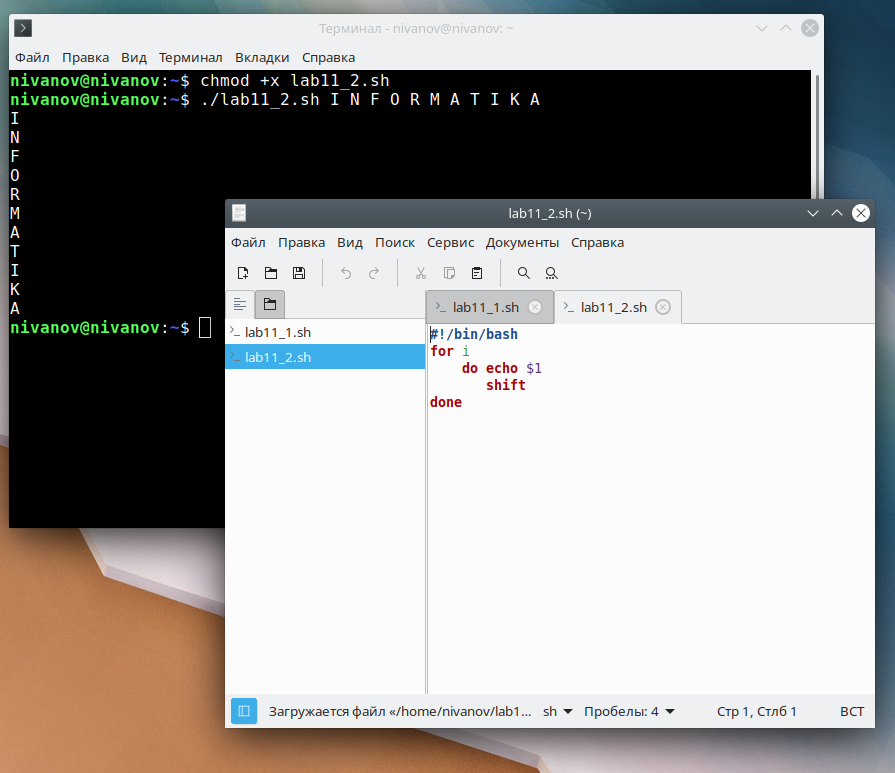 Терминал - nivanov@nivanov: ~
Файл Правка Вид Терминал Вкладки Справка
nivanov@nivanov:~$ chmod +x lab11_2.sh
nivanov@nivanov:~$ ./lab11_2.sh I N F O R M A T I K A
I
N
F
O
R
M
A
T
I
K
A
nivanov@nivanov:~$
lab11_2.sh (~)
Файл Правка Вид Поиск Сервис Документы Справка
lab11_1.sh
lab11_2.sh
lab11_1.sh lab11_2.sh
#!/bin/bash
for i
    do echo $1
       shift
done
Загружается файл «/home/nivanov/lab1... sh Пробелы: 4 Стр 1, Стлб 1 ВСТ